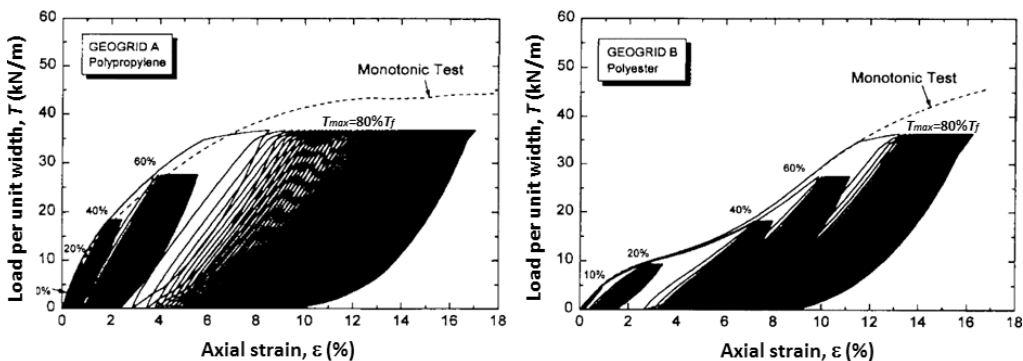 60
50
40
30
20
10
0
Load per unit width, T (kN/m)
GEOGRID A
Polypropylene
Monotonic Test
Tmax=80%Tf
60%
40%
20%
0%
0 2 4 6 8 10 12 14 16 18
Axial strain, ε (%)
60
50
40
30
20
10
0
Load per unit width, T (kN/m)
GEOGRID B
Polyester
Monotonic Test
Tmax=80%Tf
60%
40%
20%
10%
0 2 4 6 8 10 12 14 16 18
Axial strain, ε (%)